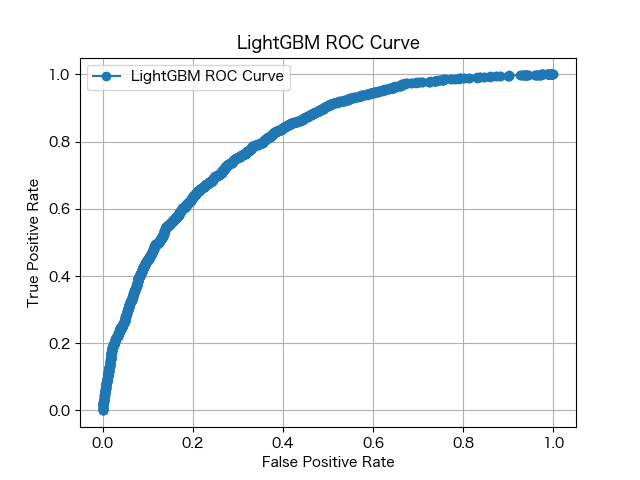 LightGBM ROC Curve
LightGBM ROC Curve
1.0
0.8
0.6
0.4
0.2
0.0
True Positive Rate
0.0 0.2 0.4 0.6 0.8 1.0
False Positive Rate